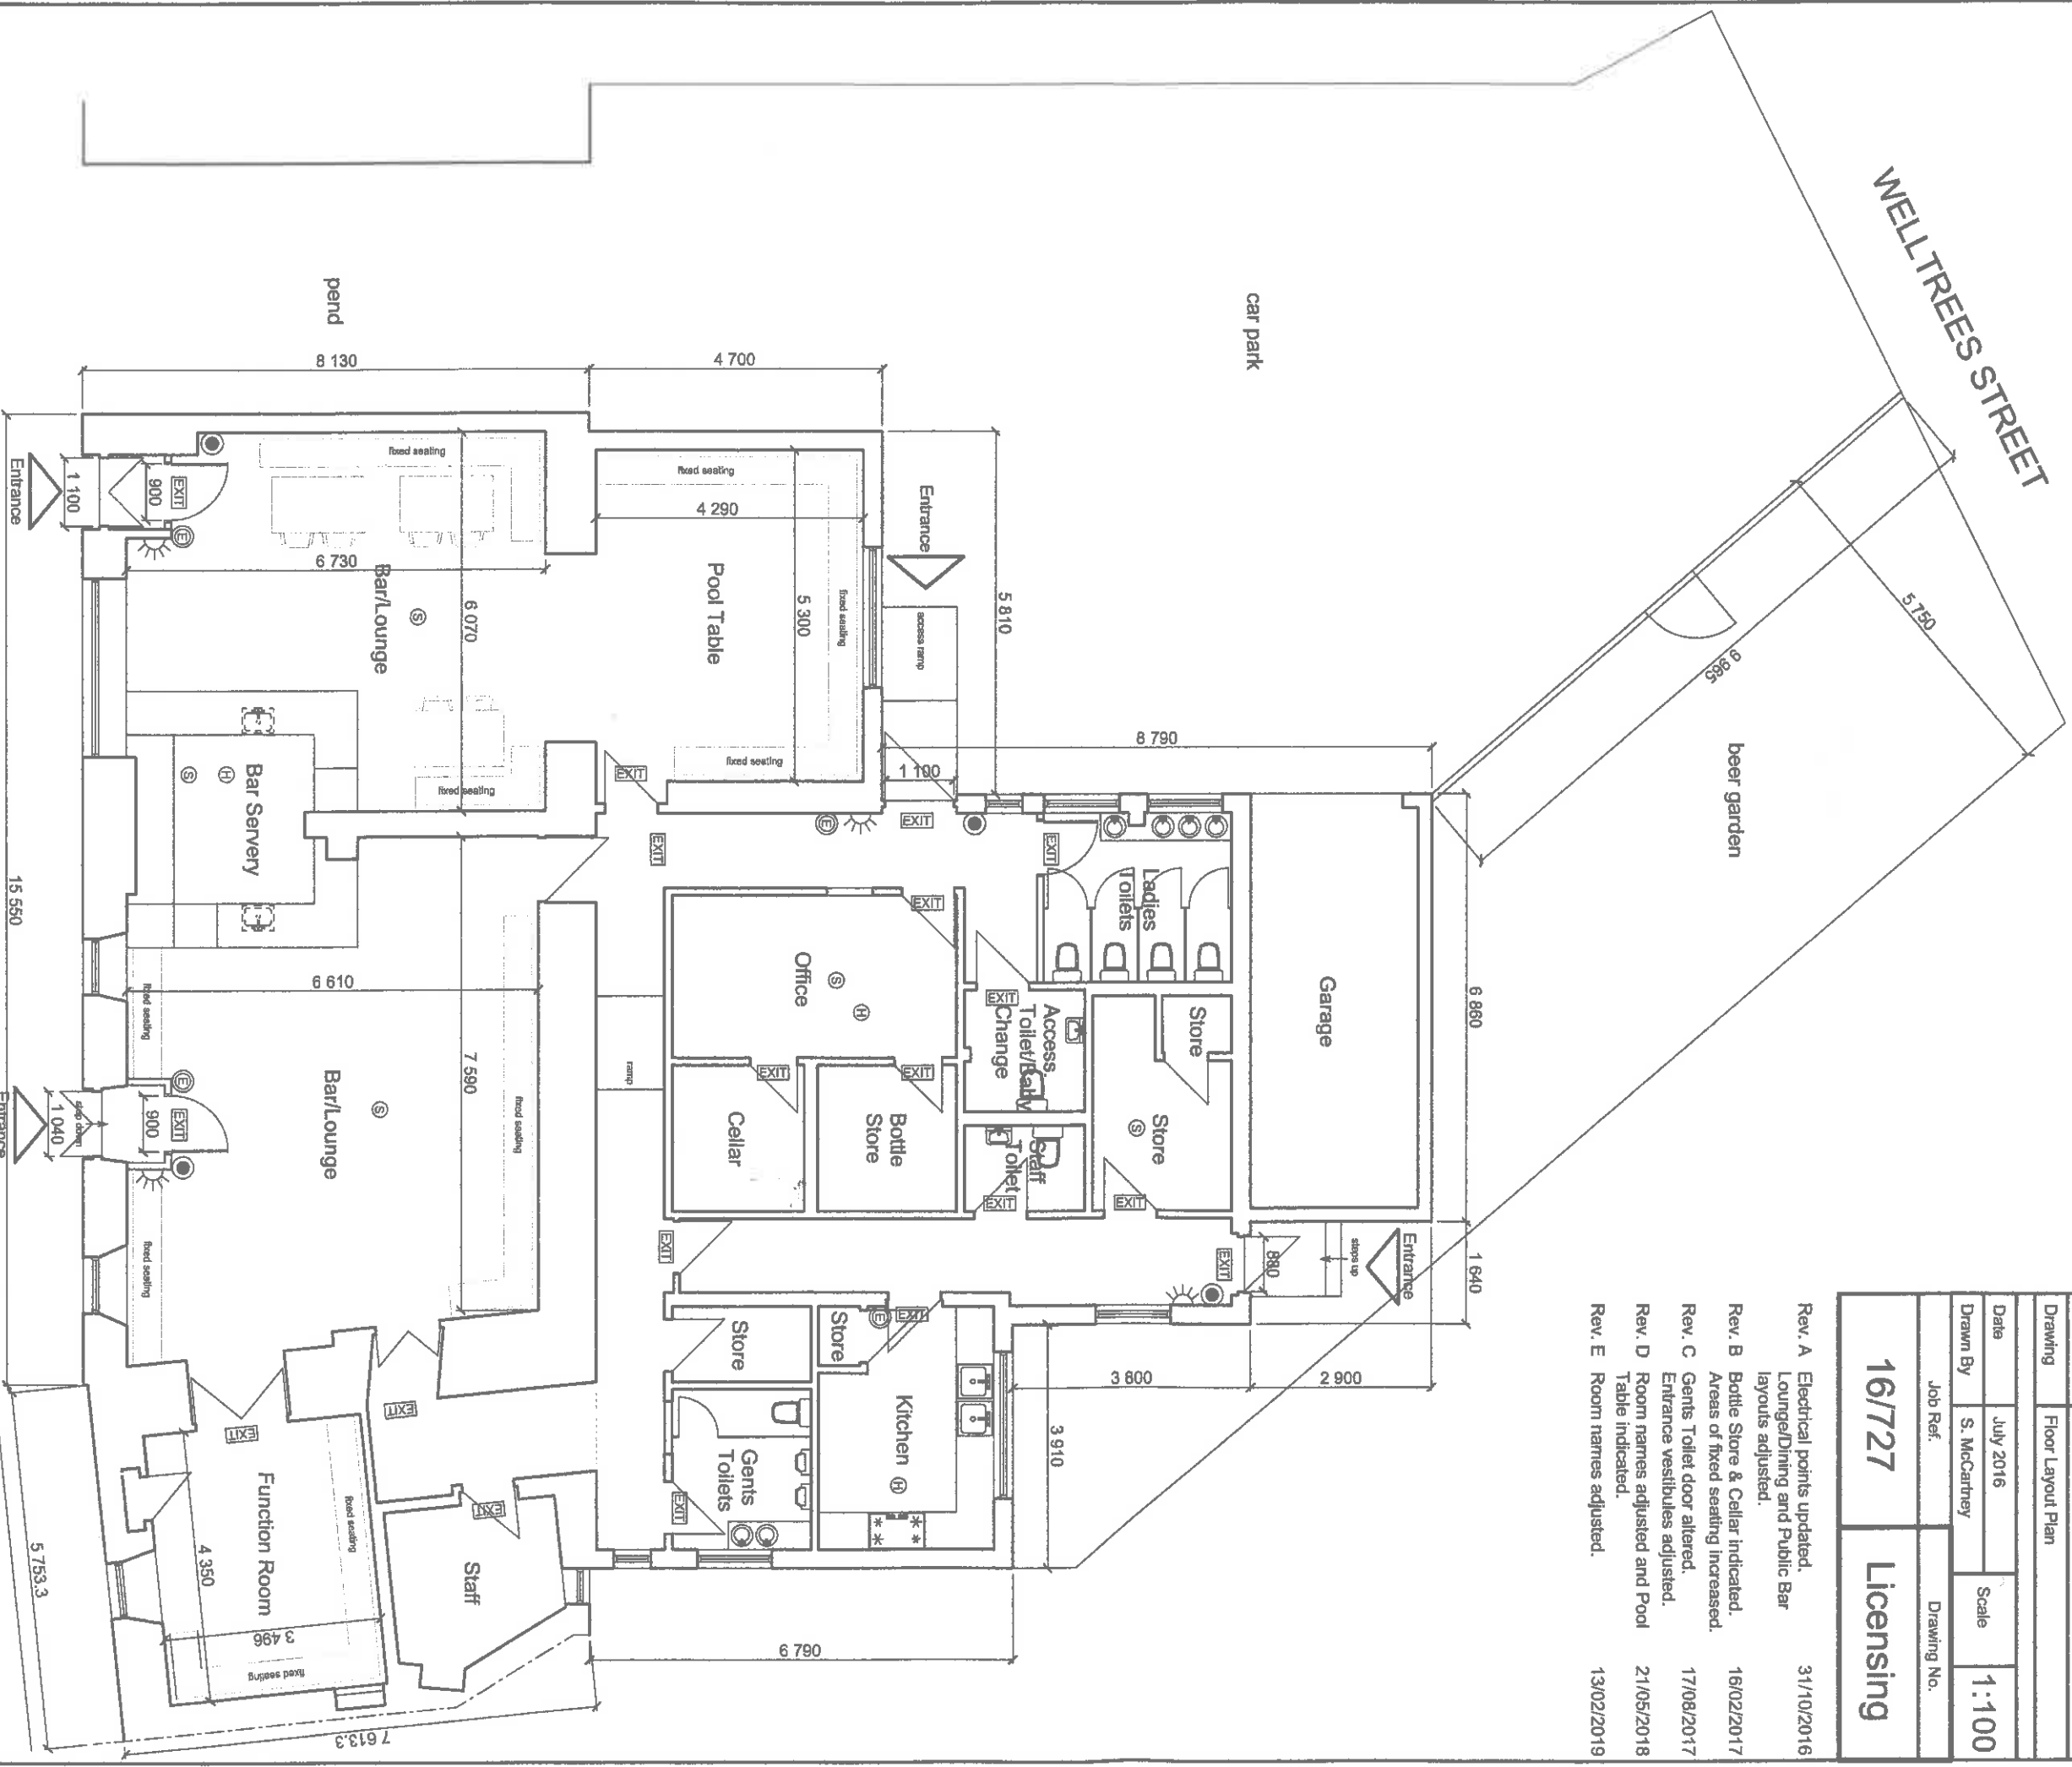 WELLTREES STREET
car park
beer garden
pend
Drawing
Floor Layout Plan
Date
July 2016
Scale
1:100
Drawn By
S. McCartney
Job Ref.
Drawing No.
16/727
Licensing
Rev. A Electrical points updated. 31/10/2016
Lounge/Dining and Public Bar
layouts adjusted.
Rev. B Bottle Store & Cellar indicated. 16/02/2017
Areas of fixed seating increased.
Rev. C Gents Toilet door altered. 17/08/2017
Entrance vestibules adjusted.
Rev. D Room names adjusted and Pool 21/05/2018
Table indicated.
Rev. E Room names adjusted. 13/02/2019
5 750
9 965
8 130
4 700
5 810
8 790
6 860
1 640
2 900
3 800
3 910
6 790
7 613.3
5 753.3
15 550
Entrance
access ramp
1 100
EXIT
E
Pool Table
fixed seating
fixed seating
fixed seating
4 290
5 300
EXIT
Bar/Lounge
S
fixed seating
fixed seating
6 730
6 070
EXIT
E
900
1 100
Entrance
Bar Servery
H
S
Bar/Lounge
S
fixed seating
fixed seating
fixed seating
6 610
7 590
E
EXIT
900
step down
1 040
Entrance
Garage
Ladies
Toilets
EXIT
EXIT
Office
S
H
EXIT
Access.
Toilet/Baby
Change
EXIT
Store
Store
S
EXIT
Staff
Toilet
EXIT
Bottle
Store
EXIT
Cellar
EXIT
ramp
Entrance
steps up
880
EXIT
EXIT
Store
Store
E
EXIT
Kitchen
H
Gents
Toilets
EXIT
EXIT
Staff
EXIT
Function Room
EXIT
fixed seating
fixed seating
4 350
3 496